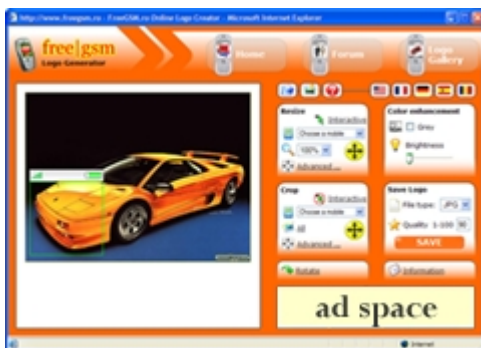 http://www.freegsm.ro - FreeGSM.ro Online Logo Creator - Microsoft Internet Explorer
free|gsm
Logo Generator
Home
Forum
Logo Gallery
Resize
Interactive
Choose a mobile
100%
Advanced ...
Color enhancement
Grey
Brightness
Crop
Interactive
Choose a mobile
All
Advanced ...
Save Logo
File type: .JPG
Quality 1-100 90
SAVE
Rotate
Information
ad space
Internet